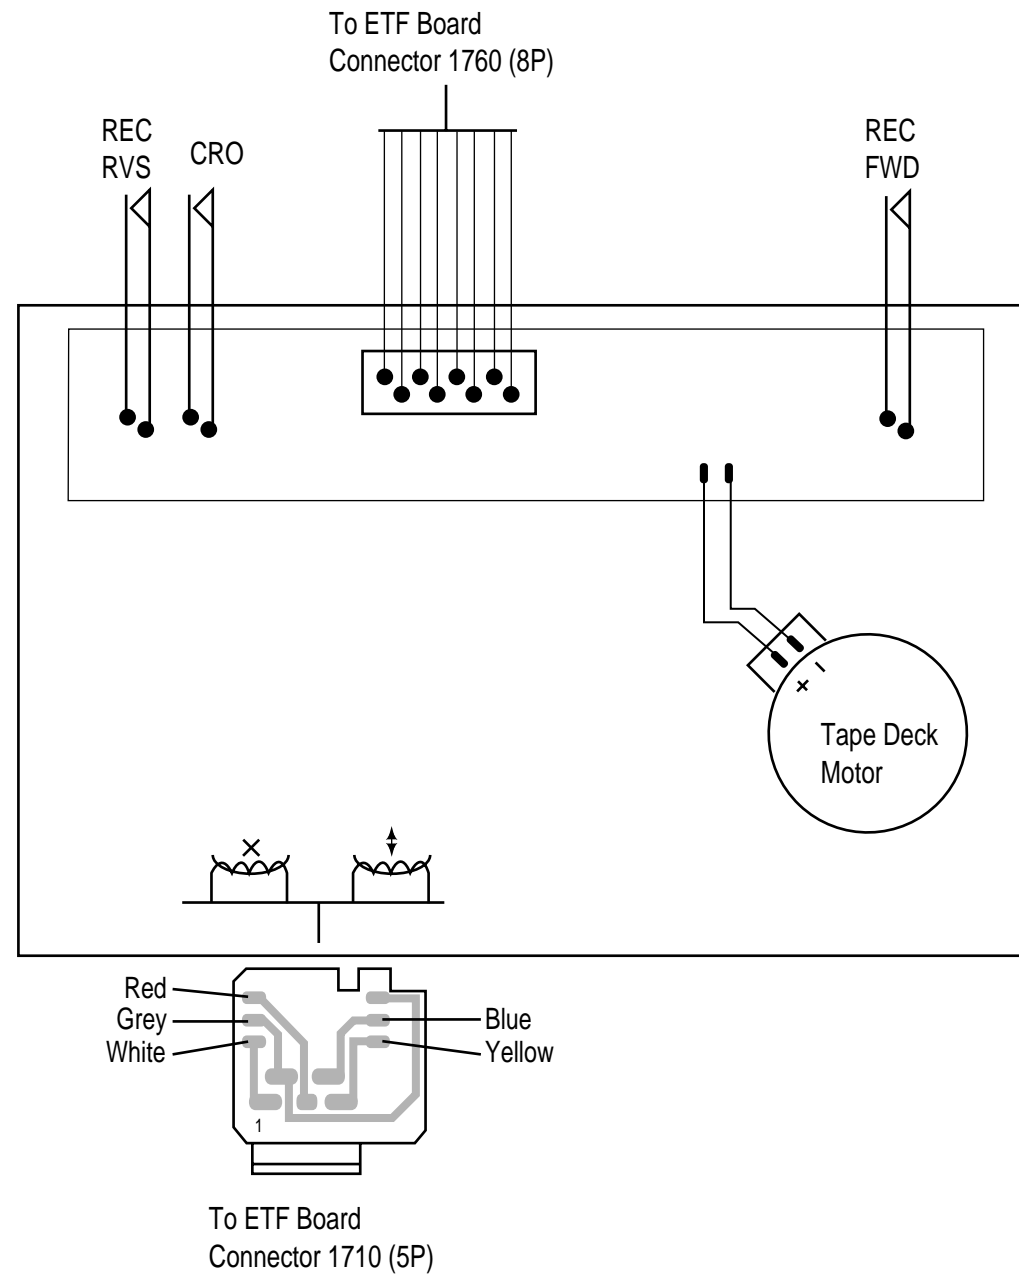 To ETF Board
Connector 1760 (8P)
REC
RVS
CRO
REC
FWD
+ –
Tape Deck
Motor
Red
Grey
White
Blue
Yellow
1
To ETF Board
Connector 1710 (5P)